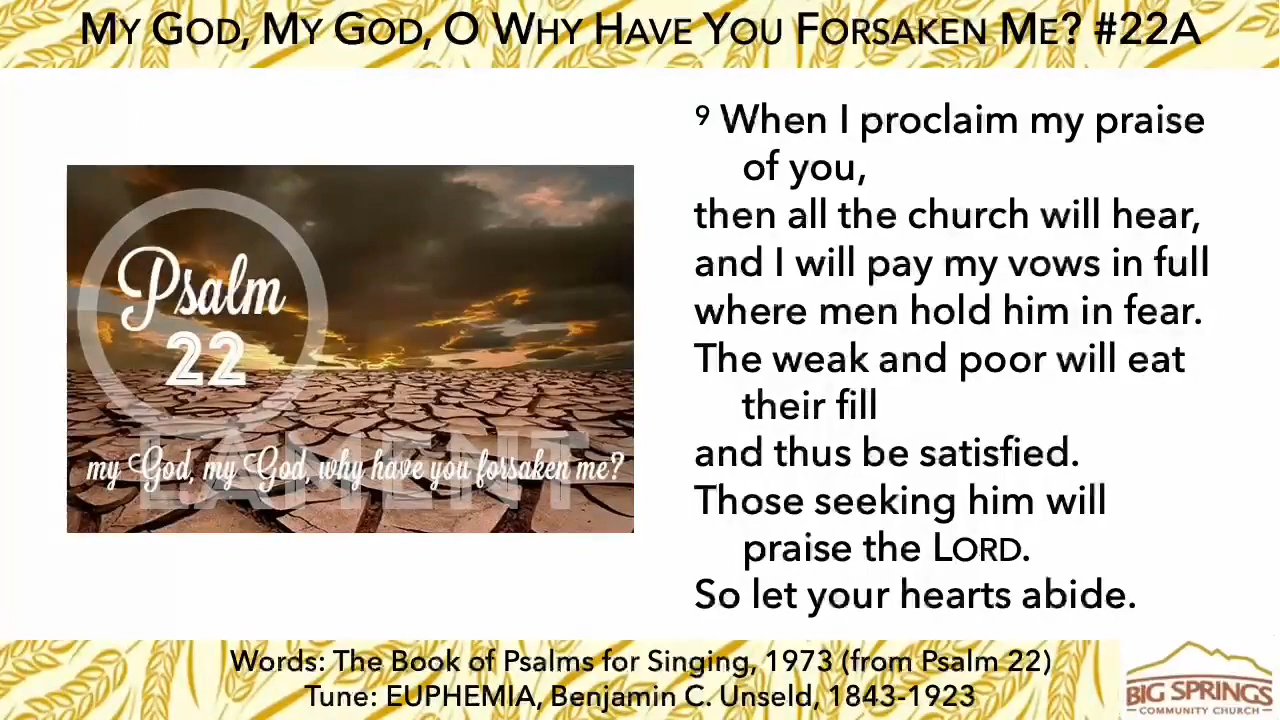 MY GOD, MY GOD, O WHY HAVE YOU FORSAKEN ME? #22A
Psalm
22
LAMENT
my God, my God, why have you forsaken me?
9 When I proclaim my praise
of you,
then all the church will hear,
and I will pay my vows in full
where men hold him in fear.
The weak and poor will eat
their fill
and thus be satisfied.
Those seeking him will
praise the LORD.
So let your hearts abide.
Words: The Book of Psalms for Singing, 1973 (from Psalm 22)
Tune: EUPHEMIA, Benjamin C. Unseld, 1843-1923
BIG SPRINGS
COMMUNITY CHURCH